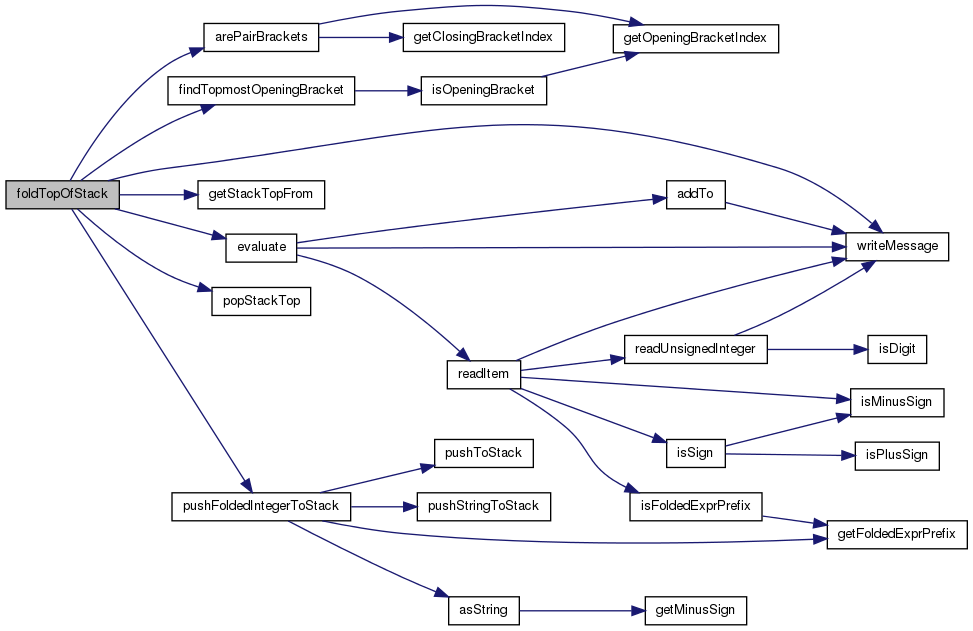 arePairBrackets
getClosingBracketIndex
getOpeningBracketIndex
findTopmostOpeningBracket
isOpeningBracket
foldTopOfStack
getStackTopFrom
addTo
evaluate
writeMessage
popStackTop
readUnsignedInteger
isDigit
readItem
isMinusSign
isSign
pushToStack
isPlusSign
pushFoldedIntegerToStack
pushStringToStack
isFoldedExprPrefix
getFoldedExprPrefix
asString
getMinusSign